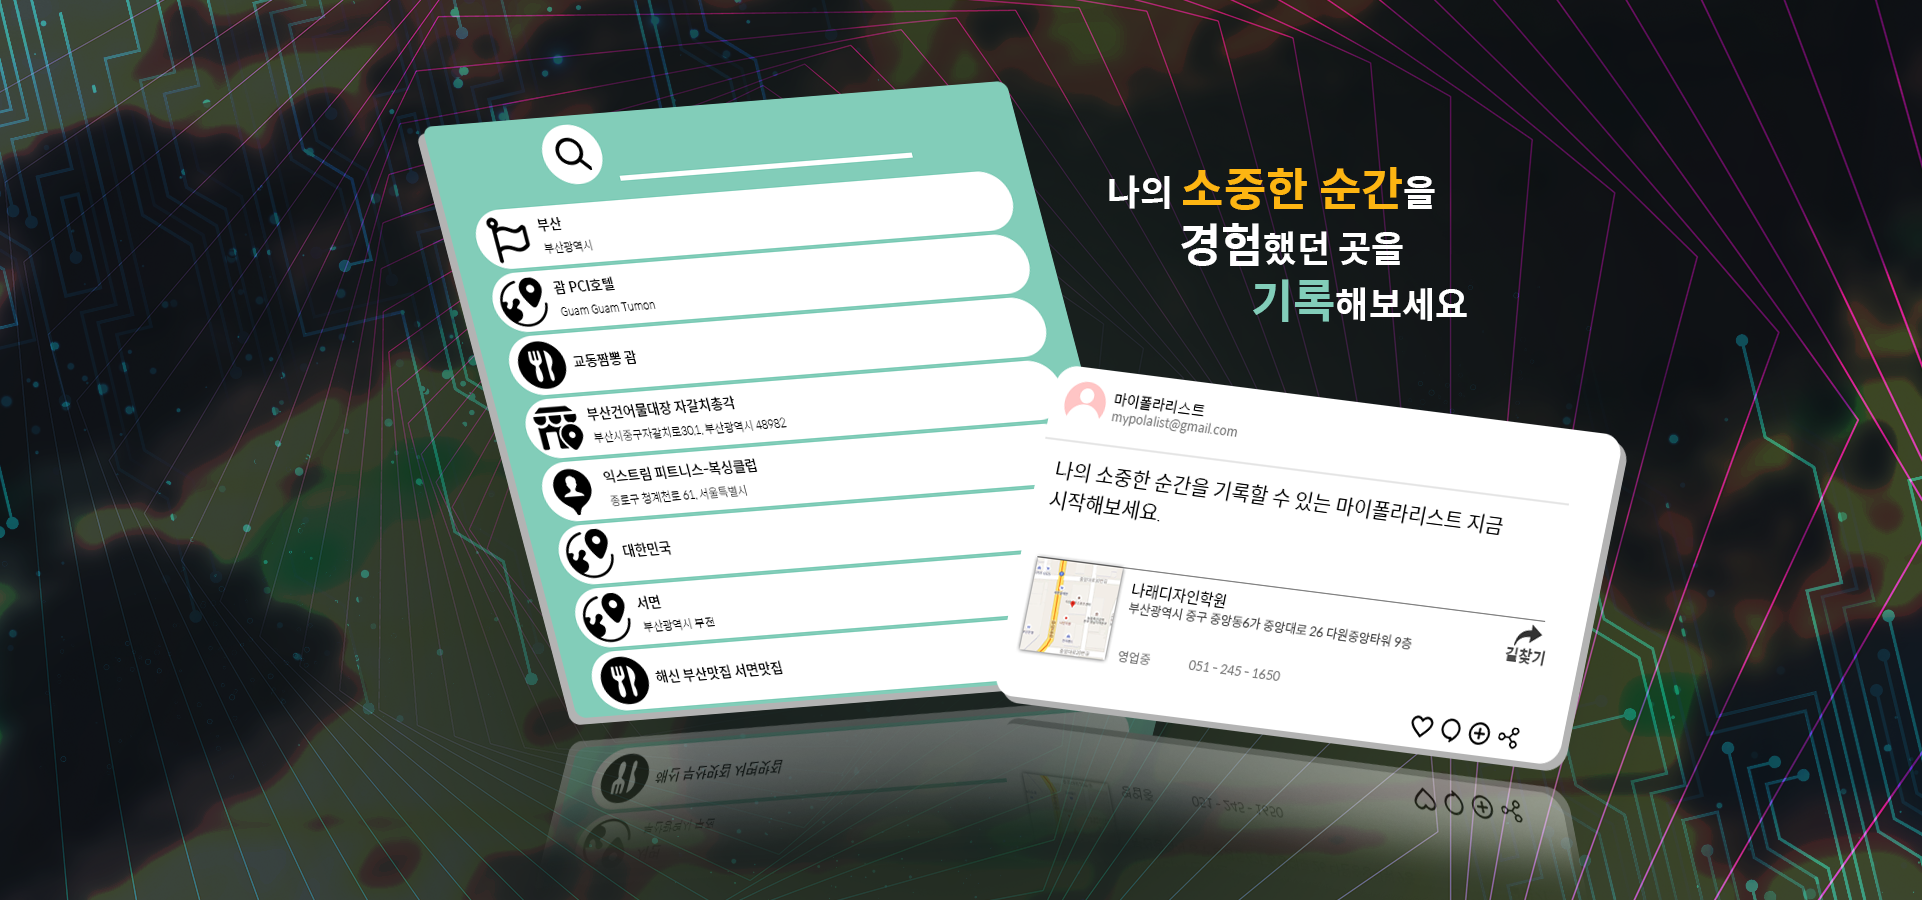 나의 소중한 순간을
경험했던 곳을
기록해보세요
부산
부산광역시
괌 PCI호텔
Guam Guam Tumon
교동짬뽕 괌
부산건어물대장 자갈치총각
부산시중구자갈치로30.1, 부산광역시 48982
익스트림 피트니스-복싱클럽
종로구 청계천로 61, 서울특별시
대한민국
서면
부산광역시 부전
해신 부산맛집 서면맛집
마이폴라리스트
mypolalist@gmail.com
나의 소중한 순간을 기록할 수 있는 마이폴라리스트 지금
시작해보세요.
나래디자인학원
부산광역시 중구 중앙동6가 중앙대로 26 다원중앙타워 9층
영업중 051 - 245 - 1650
길찾기